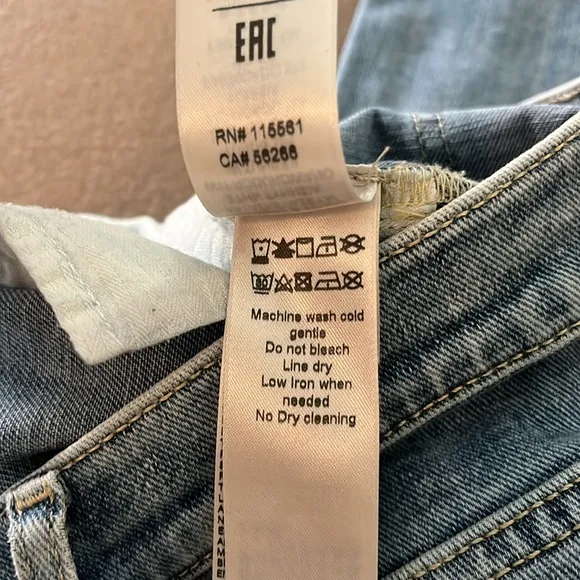 EAC
RN# 115561
CA# 56266
Machine wash cold
gentle
Do not bleach
Line dry
Low Iron when
needed
No Dry cleaning